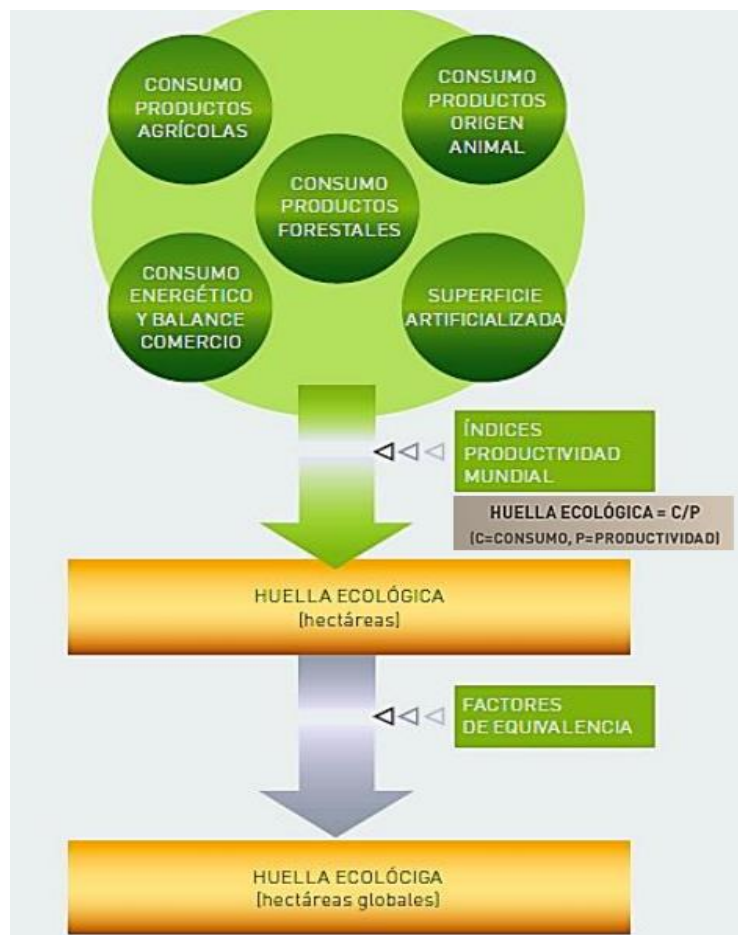 CONSUMO
PRODUCTOS
AGRÍCOLAS
CONSUMO
PRODUCTOS
ORIGEN
ANIMAL
CONSUMO
PRODUCTOS
FORESTALES
CONSUMO
ENERGÉTICO
Y BALANCE
COMERCIO
SUPERFICIE
ARTIFICIALIZADA
ÍNDICES
PRODUCTIVIDAD
MUNDIAL
HUELLA ECOLÓGICA = C/P
(C=CONSUMO, P=PRODUCTIVIDAD)
HUELLA ECOLÓGICA
(hectáreas)
FACTORES
DE EQUIVALENCIA
HUELLA ECOLÓCIGA
(hectáreas globales)